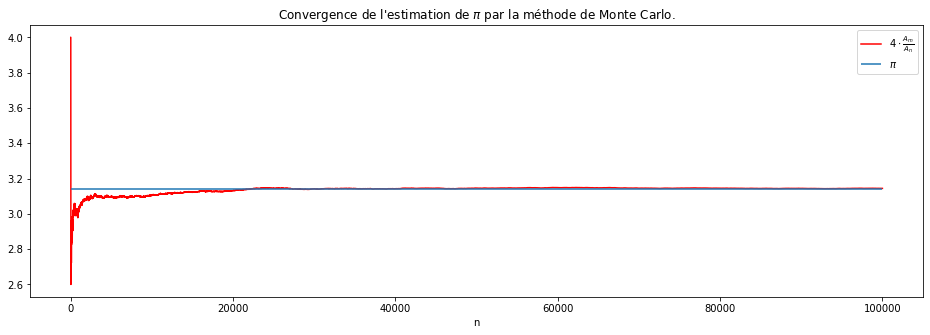 Convergence de l'estimation de π par la méthode de Monte Carlo.
4 · A_m/A_n
π
4.0
3.8
3.6
3.4
3.2
3.0
2.8
2.6
0 20000 40000 60000 80000 100000
n